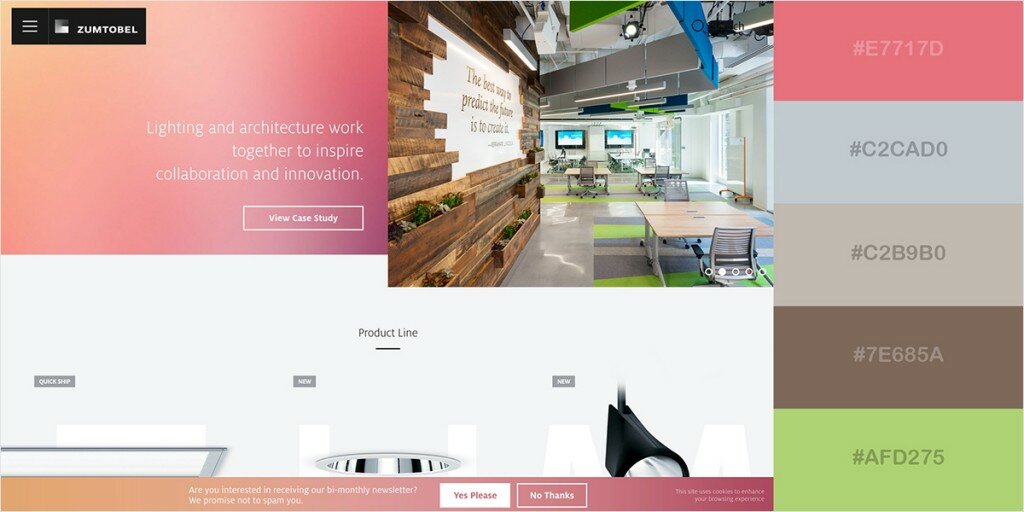 ZUMTOBEL
Search
Lighting and architecture work
together to inspire
collaboration and innovation.
View Case Study
The best way to
predict the future
is to create it.
Product Line
QUICK SHIP
NEW
NEW
Are you interested in receiving our bi-monthly newsletter?
We promise not to spam you.
Yes Please
No Thanks
This site uses cookies to enhance
your browsing experience
#E7717D
#C2CAD0
#C2B9B0
#7E685A
#AFD275